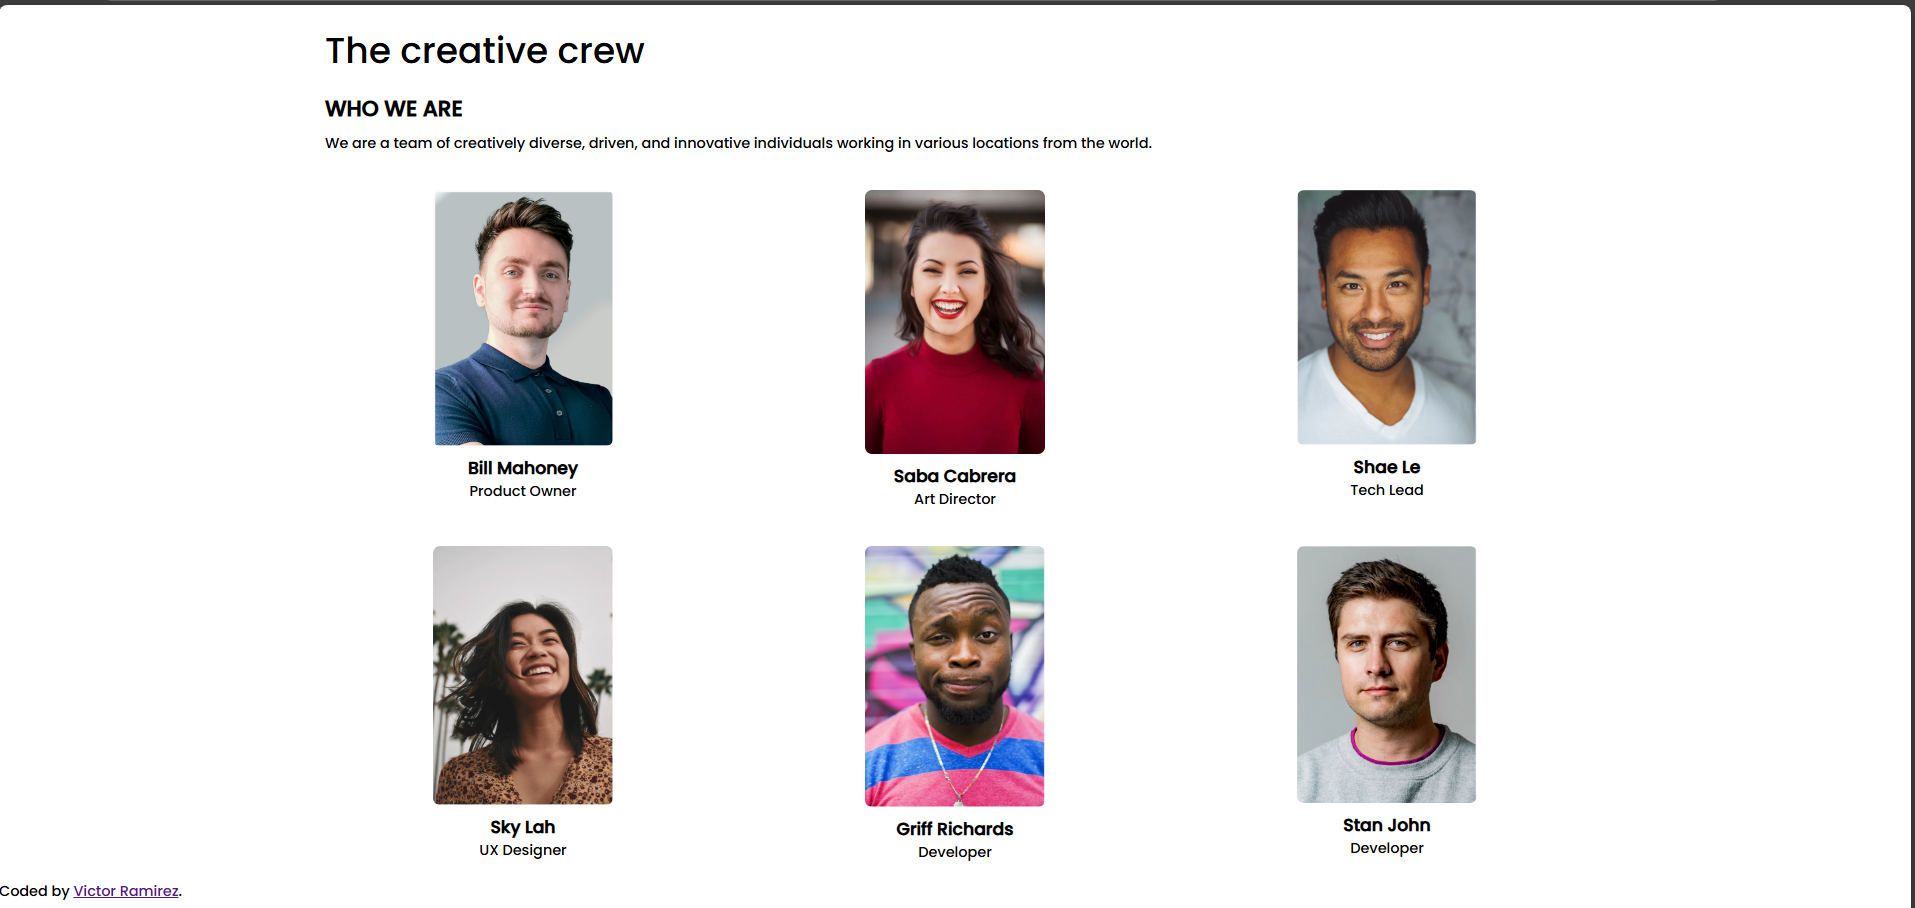 The creative crew
WHO WE ARE
We are a team of creatively diverse, driven, and innovative individuals working in various locations from the world.
Bill Mahoney
Product Owner
Saba Cabrera
Art Director
Shae Le
Tech Lead
Sky Lah
UX Designer
Griff Richards
Developer
Stan John
Developer
Coded by Victor Ramirez.